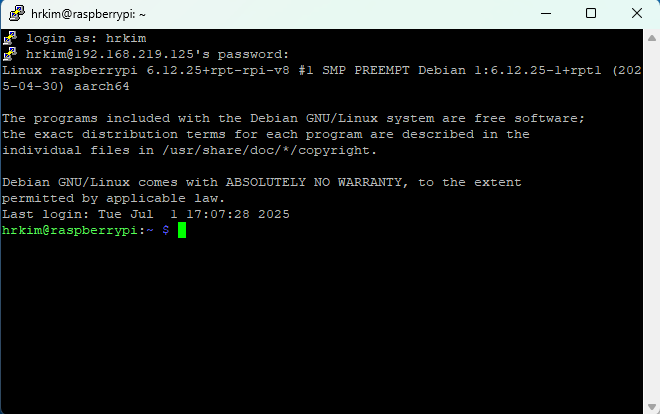 hrkim@raspberrypi: ~
login as: hrkim
hrkim@192.168.219.125's password:
Linux raspberrypi 6.12.25+rpt-rpi-v8 #1 SMP PREEMPT Debian 1:6.12.25-1+rpt1 (202
5-04-30) aarch64
The programs included with the Debian GNU/Linux system are free software;
the exact distribution terms for each program are described in the
individual files in /usr/share/doc/*/copyright.
Debian GNU/Linux comes with ABSOLUTELY NO WARRANTY, to the extent
permitted by applicable law.
Last login: Tue Jul  1 17:07:28 2025
hrkim@raspberrypi:~ $